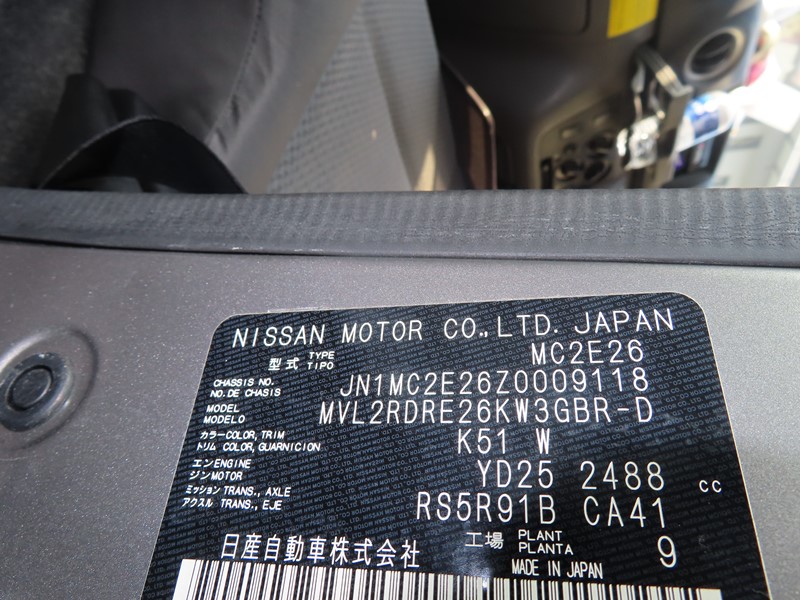 NISSAN MOTOR CO.,LTD. JAPAN
型式 TYPE TIPO MC2E26
CHASSIS NO. NO. DE CHASIS JN1MC2E26Z0009118
MODEL MODELO MVL2RDRE26KW3GBR-D
カラー COLOR, TRIM トリム COLOR, GUARNICION K51 W
エンジン ENGINE MOTOR YD25 2488 cc
ミッション TRANS., AXLE アクスル TRANS., EJE RS5R91B CA41
日産自動車株式会社 工場 PLANT PLANTA 9
MADE IN JAPAN